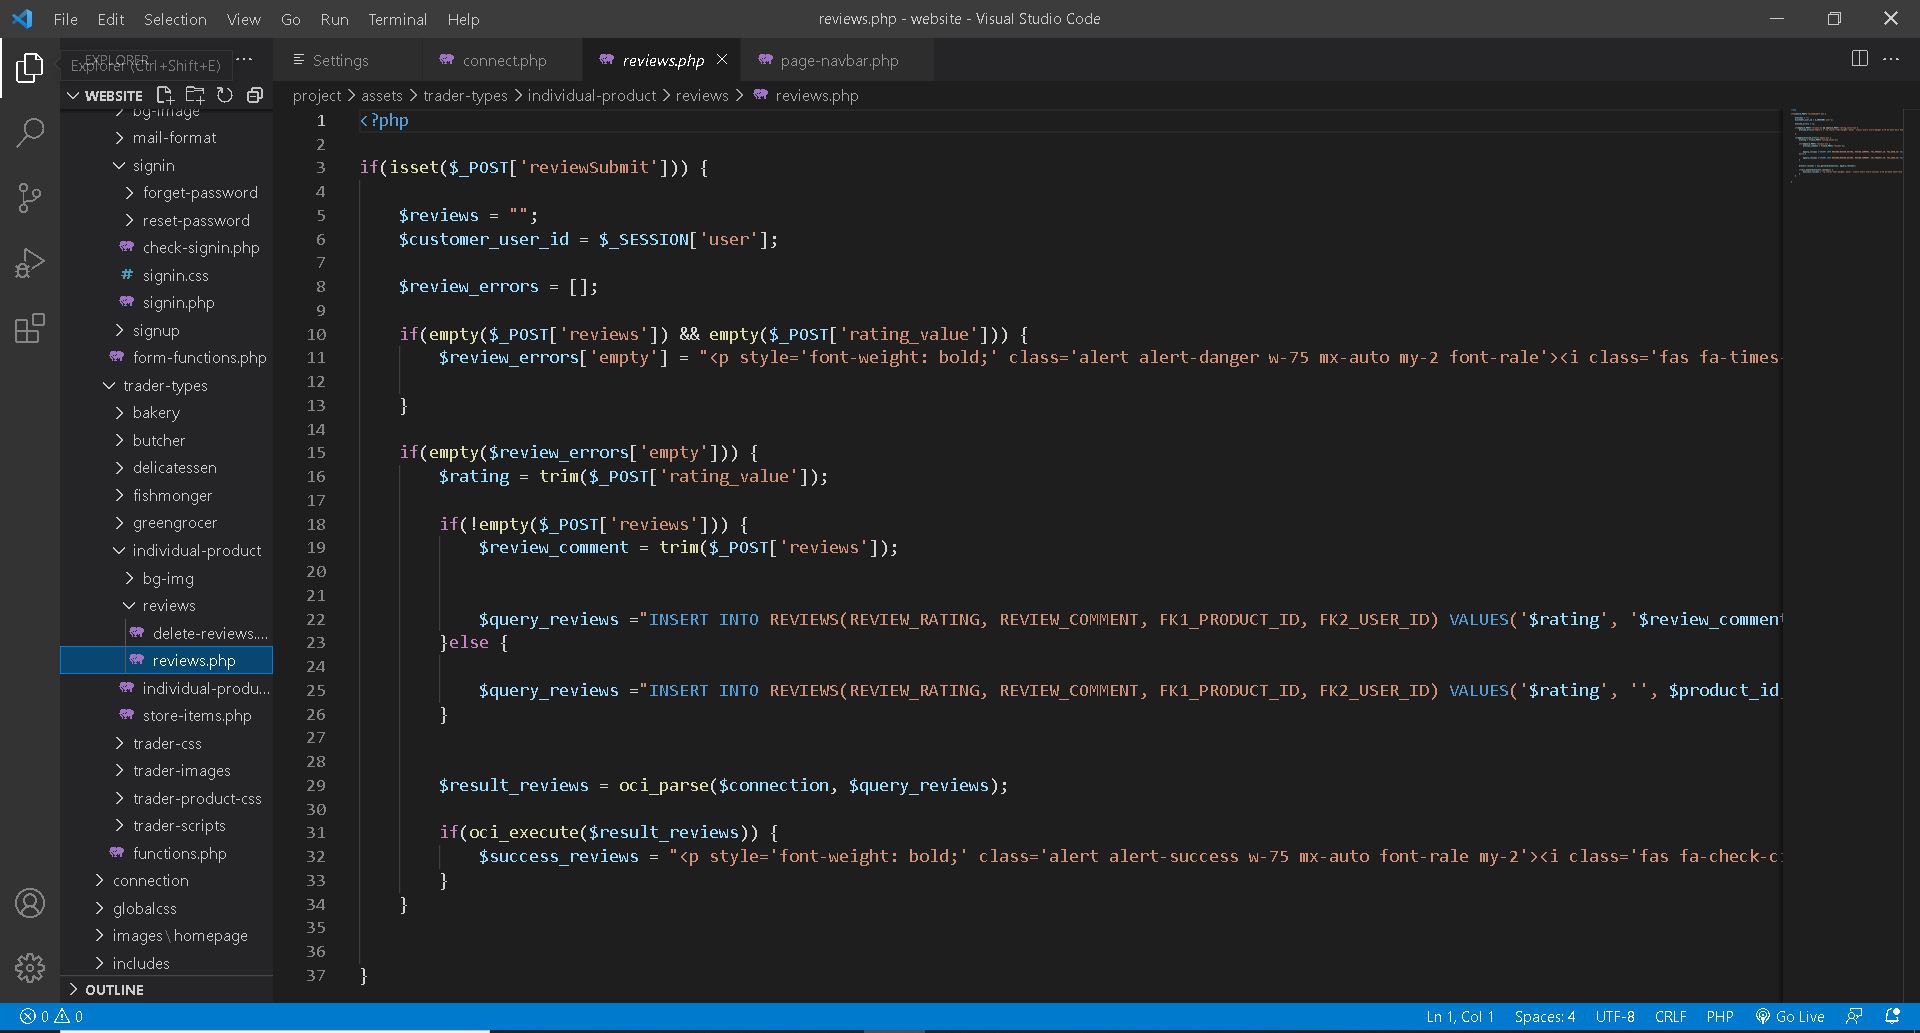 File Edit Selection View Go Run Terminal Help
reviews.php - website - Visual Studio Code
EXPLORER
Explorer (Ctrl+Shift+E)
WEBSITE
bg-image
mail-format
signin
forget-password
reset-password
check-signin.php
# signin.css
signin.php
signup
form-functions.php
trader-types
bakery
butcher
delicatessen
fishmonger
greengrocer
individual-product
bg-img
reviews
delete-reviews....
reviews.php
individual-produ...
store-items.php
trader-css
trader-images
trader-product-css
trader-scripts
functions.php
connection
globalcss
images\homepage
includes
OUTLINE
Settings connect.php reviews.php page-navbar.php
project > assets > trader-types > individual-product > reviews > reviews.php
1 <?php
2
3 if(isset($_POST['reviewSubmit'])) {
4
5 $reviews = "";
6 $customer_user_id = $_SESSION['user'];
7
8 $review_errors = [];
9
10 if(empty($_POST['reviews']) && empty($_POST['rating_value'])) {
11 $review_errors['empty'] = "<p style='font-weight: bold;' class='alert alert-danger w-75 mx-auto my-2 font-rale'><i class='fas fa-times-
12
13 }
14
15 if(empty($review_errors['empty'])) {
16 $rating = trim($_POST['rating_value']);
17
18 if(!empty($_POST['reviews'])) {
19 $review_comment = trim($_POST['reviews']);
20
21
22 $query_reviews ="INSERT INTO REVIEWS(REVIEW_RATING, REVIEW_COMMENT, FK1_PRODUCT_ID, FK2_USER_ID) VALUES('$rating', '$review_comment
23 }else {
24
25 $query_reviews ="INSERT INTO REVIEWS(REVIEW_RATING, REVIEW_COMMENT, FK1_PRODUCT_ID, FK2_USER_ID) VALUES('$rating', '', $product_id,
26 }
27
28
29 $result_reviews = oci_parse($connection, $query_reviews);
30
31 if(oci_execute($result_reviews)) {
32 $success_reviews = "<p style='font-weight: bold;' class='alert alert-success w-75 mx-auto font-rale my-2'><i class='fas fa-check-ci
33 }
34 }
35
36
37 }
0 0 Ln 1, Col 1 Spaces: 4 UTF-8 CRLF PHP Go Live